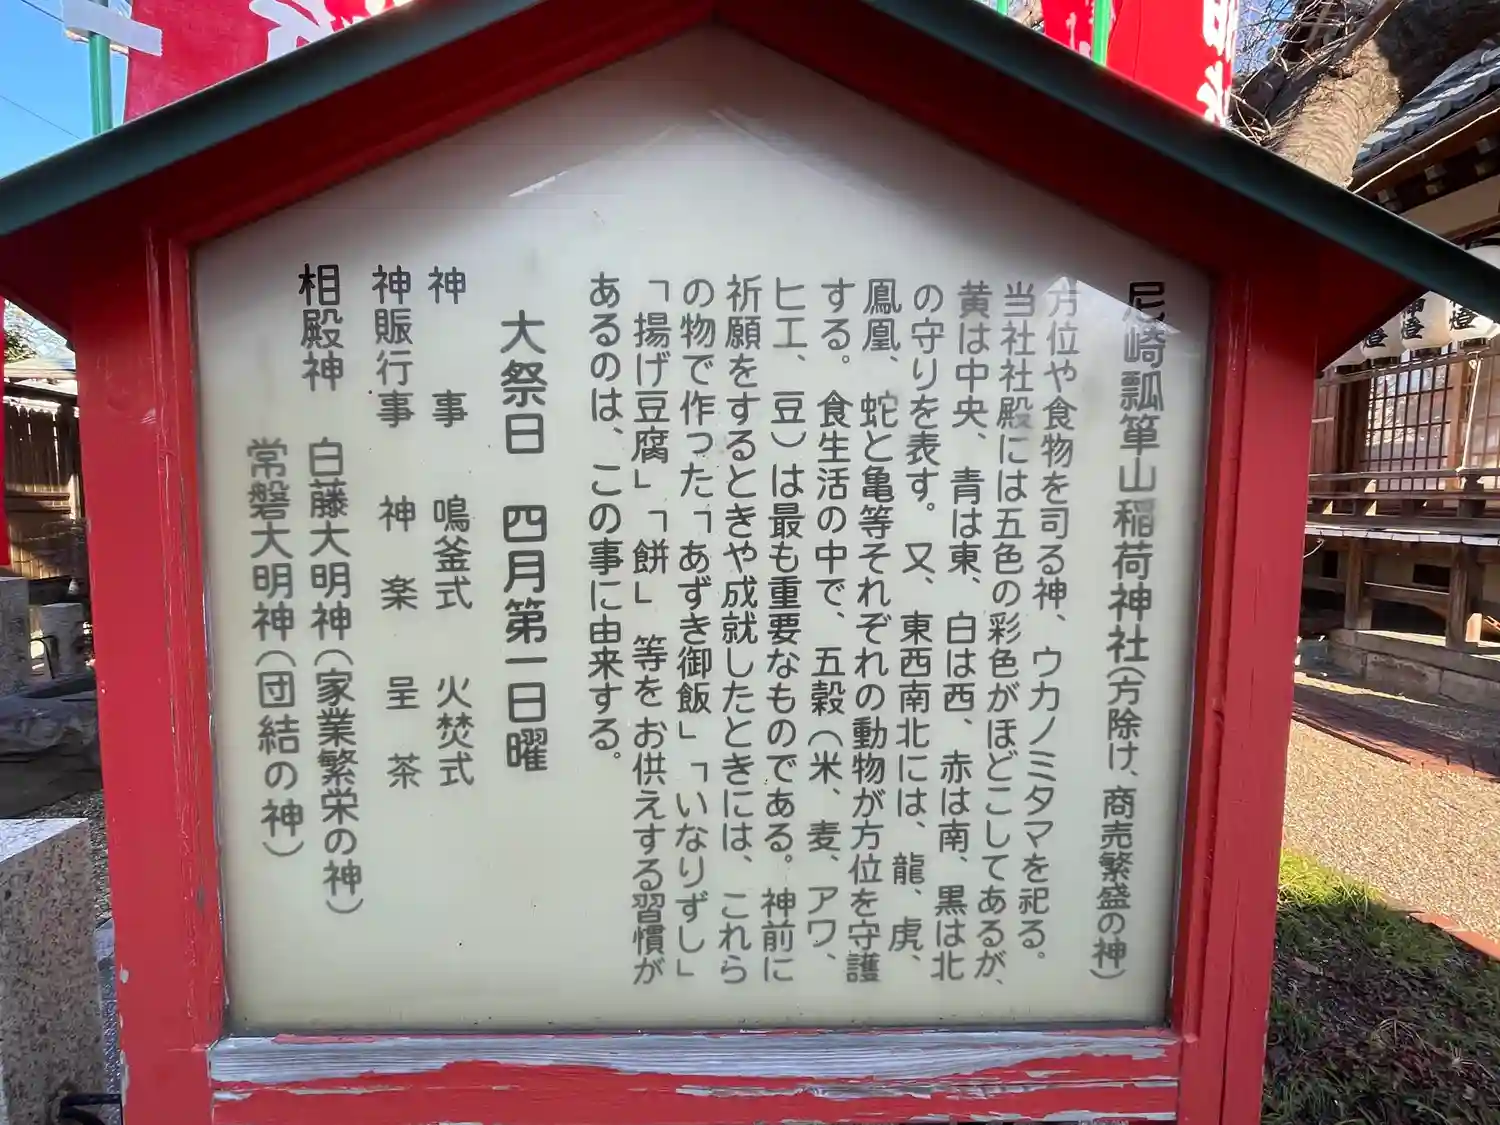 尼崎瓢箪山稲荷神社（方除け、商売繁盛の神）
方位や食物を司る神、ウカノミタマを祀る。
当社社殿には五色の彩色がほどこしてあるが、
黄は中央、青は東、白は西、赤は南、黒は北
の守りを表す。又、東西南北には、龍、虎、
鳳凰、蛇と亀等それぞれの動物が方位を守護
する。食生活の中で、五穀（米、麦、アワ、
ヒエ、豆）は最も重要なものである。神前に
祈願をするときや成就したときには、これら
の物で作った「あずき御飯」「いなりずし」
「揚げ豆腐」「餅」等をお供えする習慣が
あるのは、この事に由来する。
大祭日 四月第一日曜
神事 鳴釜式 火焚式
神賑行事 神楽 呈茶
相殿神 白藤大明神（家業繁栄の神）
常磐大明神（団結の神）